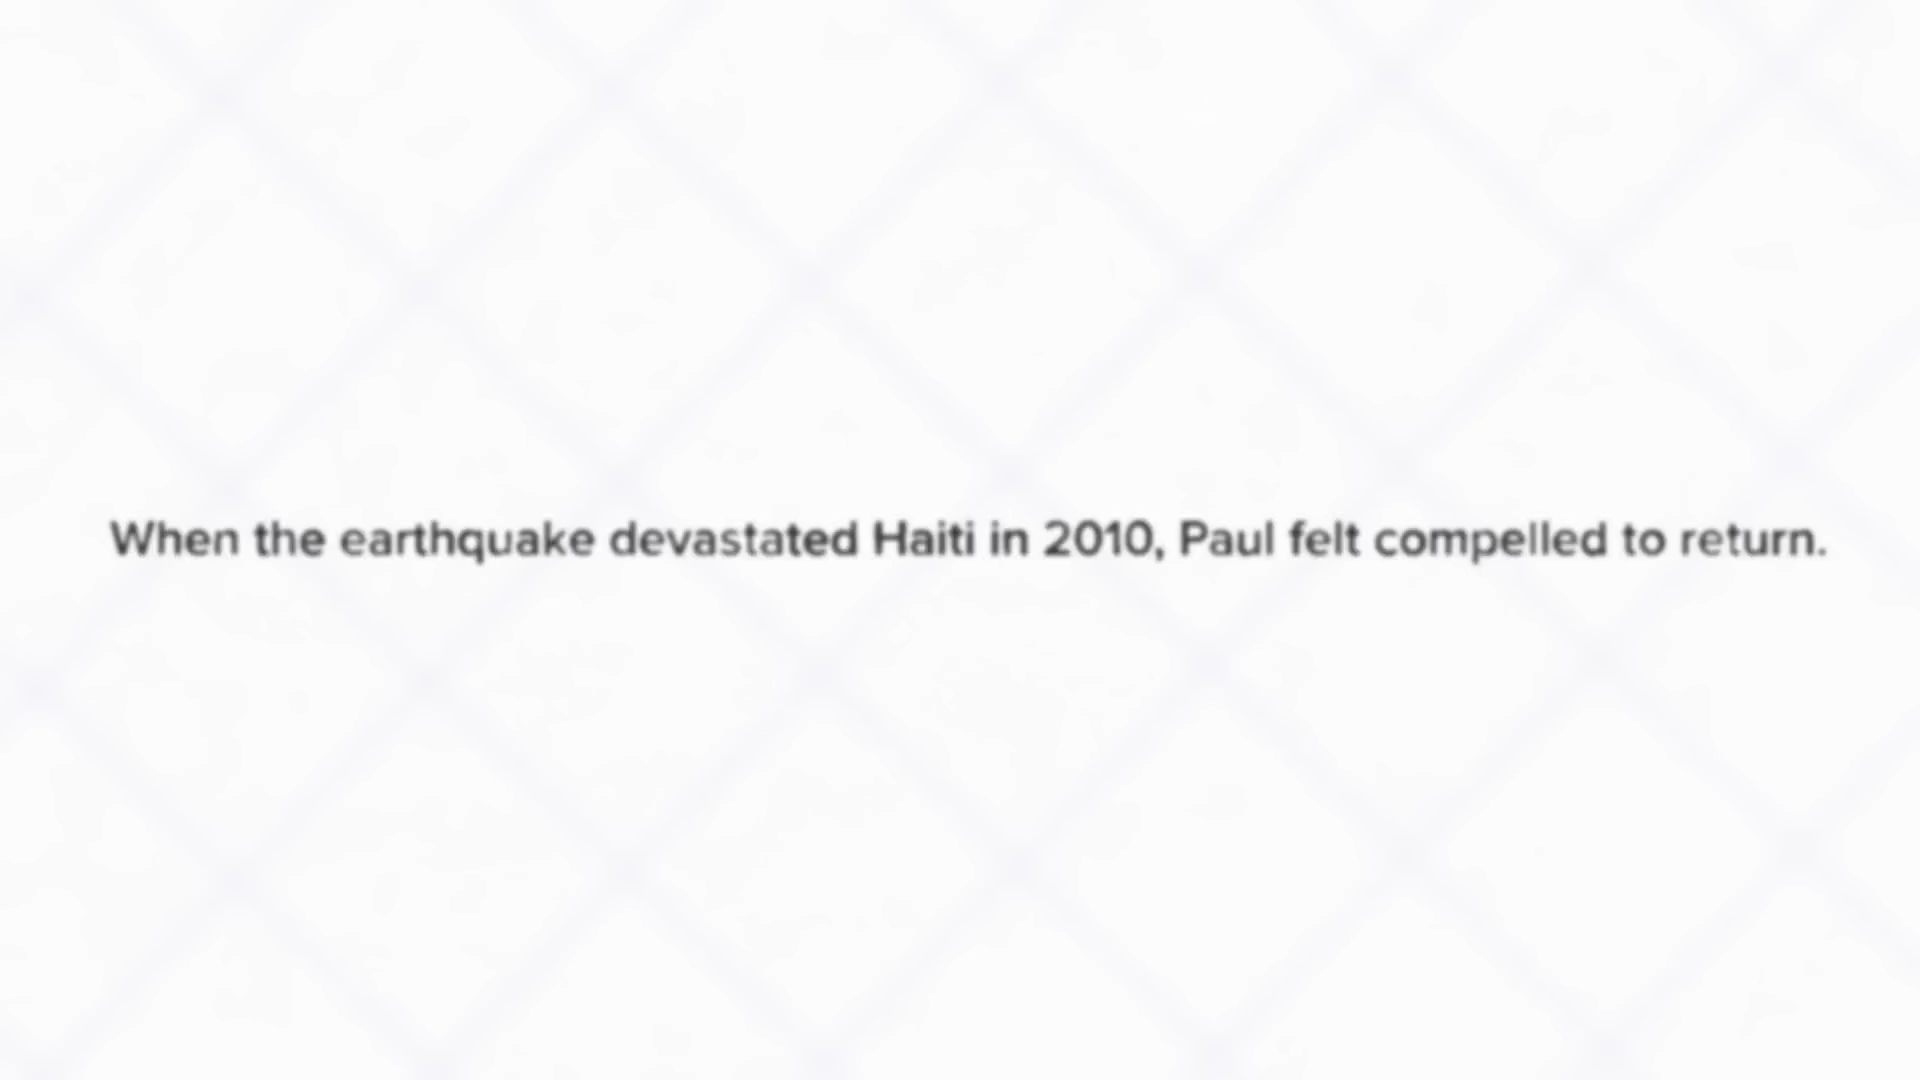 When the earthquake devastated Haiti in 2010, Paul felt compelled to return.